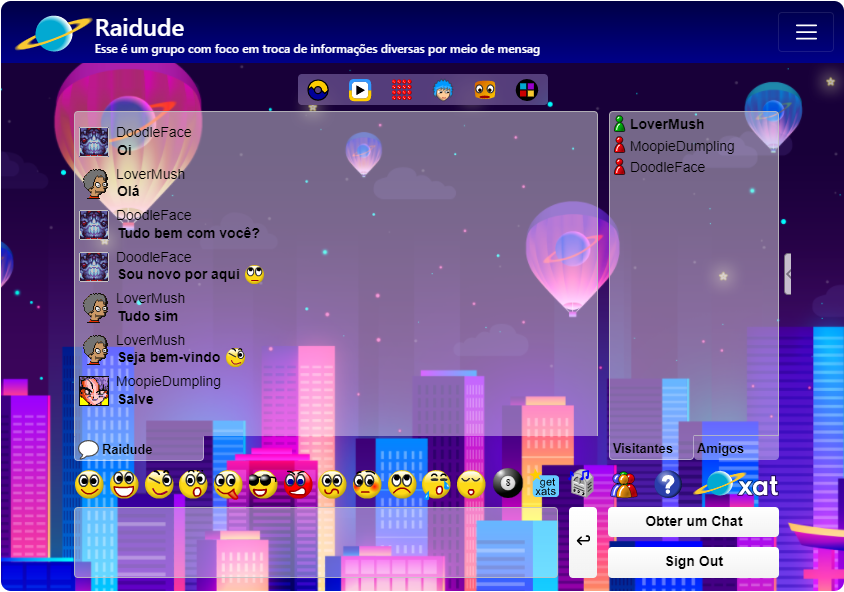 Raidude
Esse é um grupo com foco em troca de informações diversas por meio de mensag
DoodleFace
Oi
LoverMush
Olá
DoodleFace
Tudo bem com você?
DoodleFace
Sou novo por aqui
LoverMush
Tudo sim
LoverMush
Seja bem-vindo
MoopieDumpling
Salve
Raidude
LoverMush
MoopieDumpling
DoodleFace
Visitantes
Amigos
get
xats
xat
Obter um Chat
Sign Out